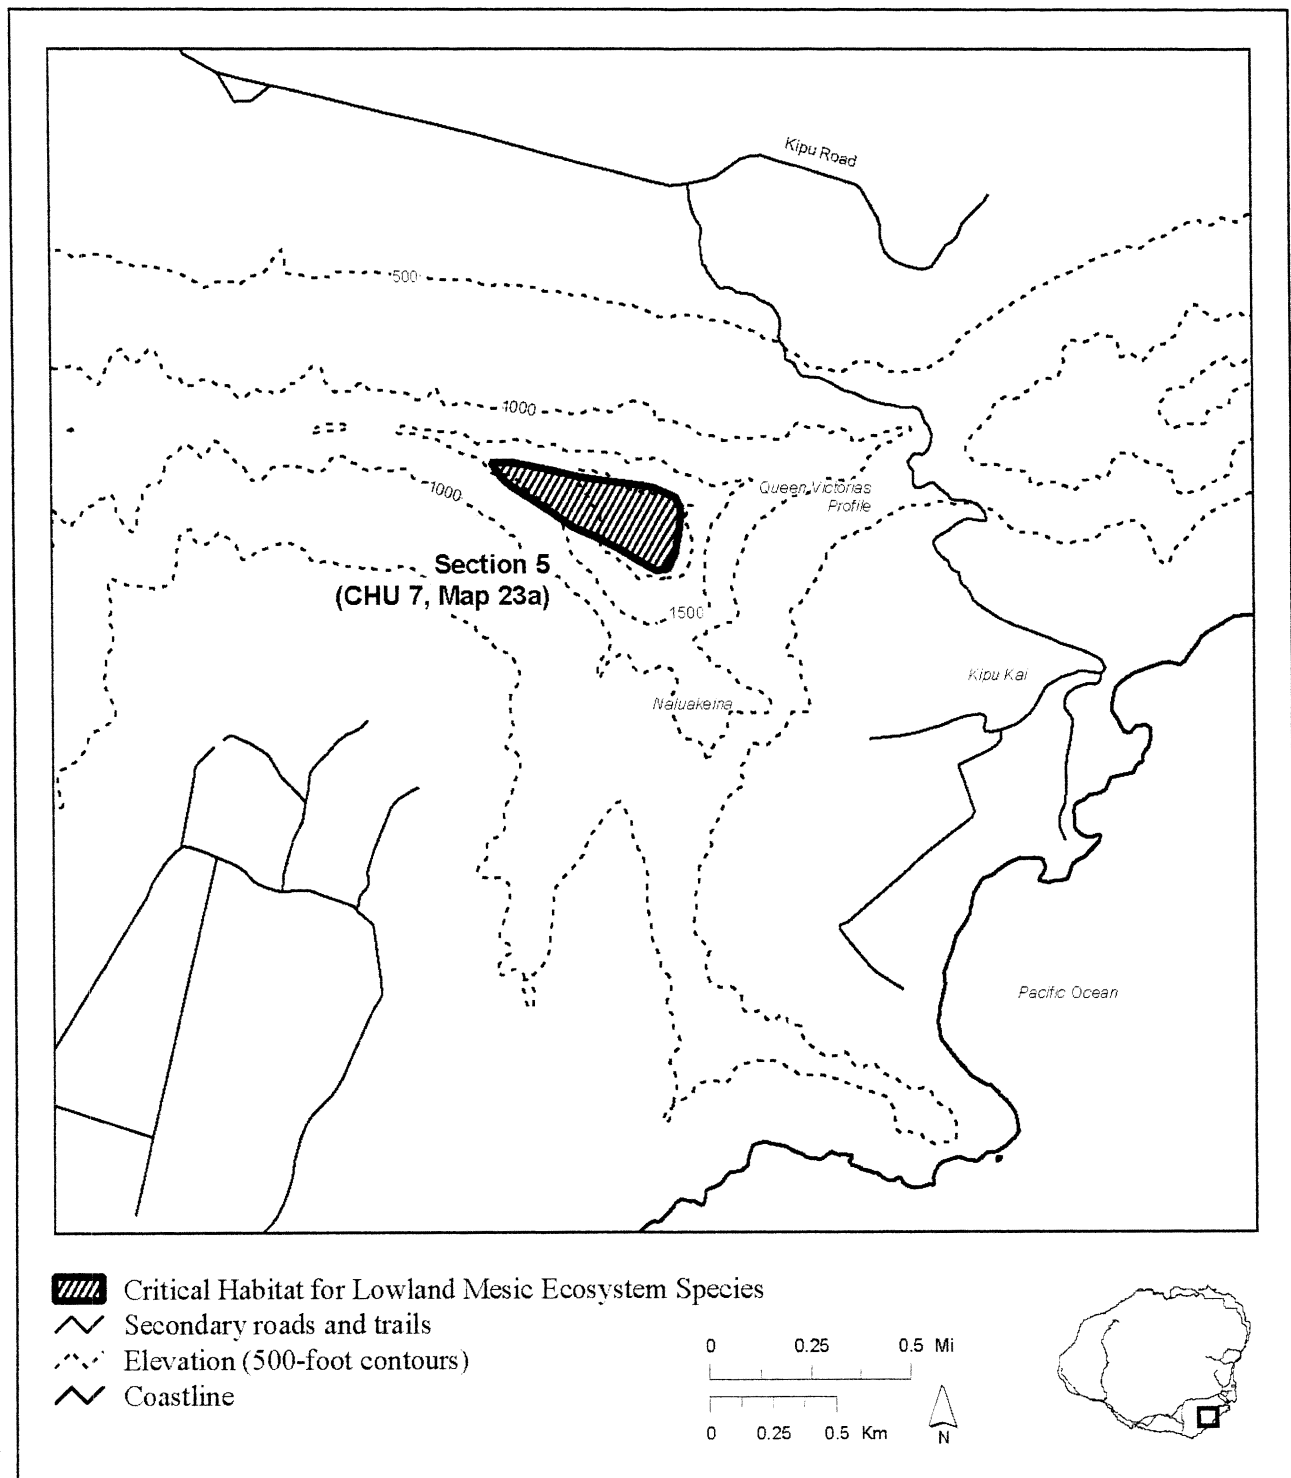 Kipu Road
500
1000
1000
Queen Victorias
Profile
Section 5
(CHU 7, Map 23a)
1500
Kipu Kai
Naluakeina
Pacific Ocean
Critical Habitat for Lowland Mesic Ecosystem Species
Secondary roads and trails
Elevation (500-foot contours)
Coastline
0 0.25 0.5 Mi
0 0.25 0.5 Km
N